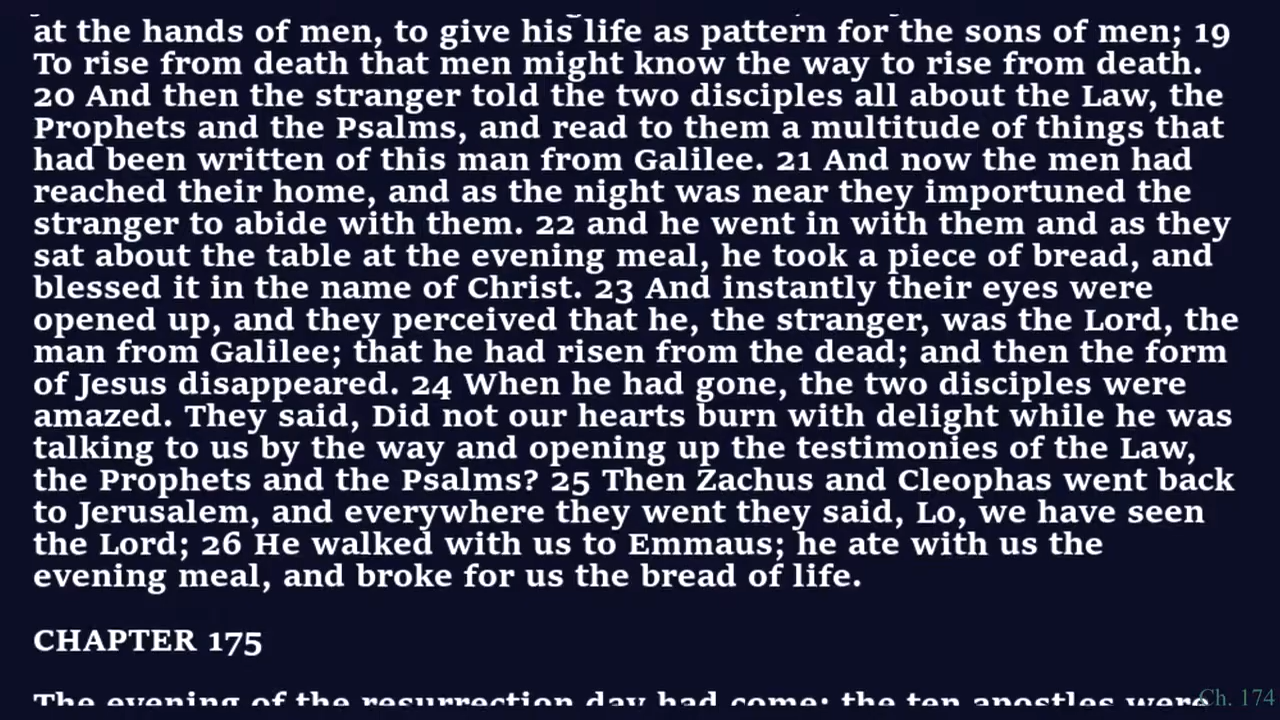 at the hands of men, to give his life as pattern for the sons of men; 19
To rise from death that men might know the way to rise from death.
20 And then the stranger told the two disciples all about the Law, the
Prophets and the Psalms, and read to them a multitude of things that
had been written of this man from Galilee. 21 And now the men had
reached their home, and as the night was near they importuned the
stranger to abide with them. 22 and he went in with them and as they
sat about the table at the evening meal, he took a piece of bread, and
blessed it in the name of Christ. 23 And instantly their eyes were
opened up, and they perceived that he, the stranger, was the Lord, the
man from Galilee; that he had risen from the dead; and then the form
of Jesus disappeared. 24 When he had gone, the two disciples were
amazed. They said, Did not our hearts burn with delight while he was
talking to us by the way and opening up the testimonies of the Law,
the Prophets and the Psalms? 25 Then Zachus and Cleophas went back
to Jerusalem, and everywhere they went they said, Lo, we have seen
the Lord; 26 He walked with us to Emmaus; he ate with us the
evening meal, and broke for us the bread of life.
CHAPTER 175
The evening of the resurrection day had come; the ten apostles were
Ch. 174